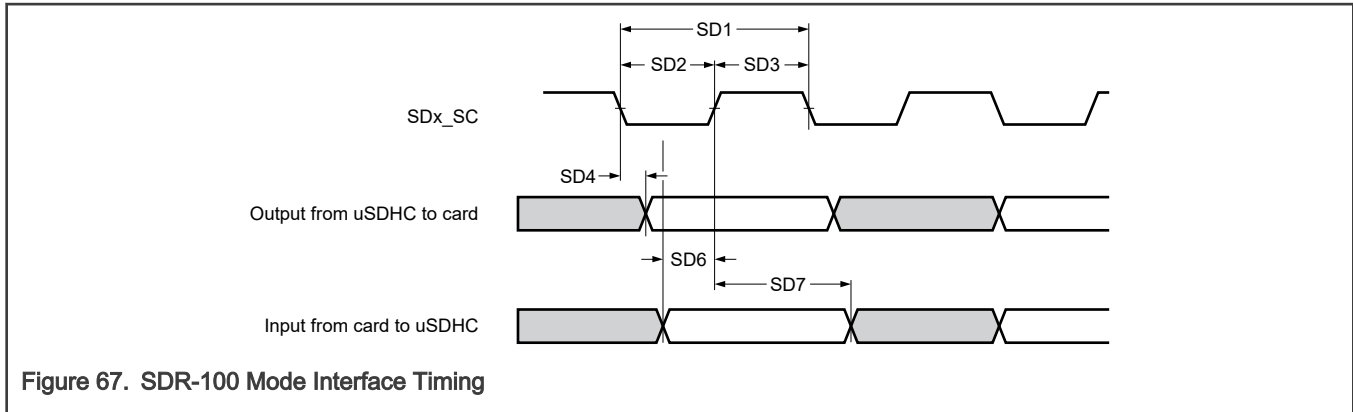 SD1
SD2
SD3
SDx_SC
SD4
Output from uSDHC to card
SD6
SD7
Input from card to uSDHC
Figure 67. SDR-100 Mode Interface Timing